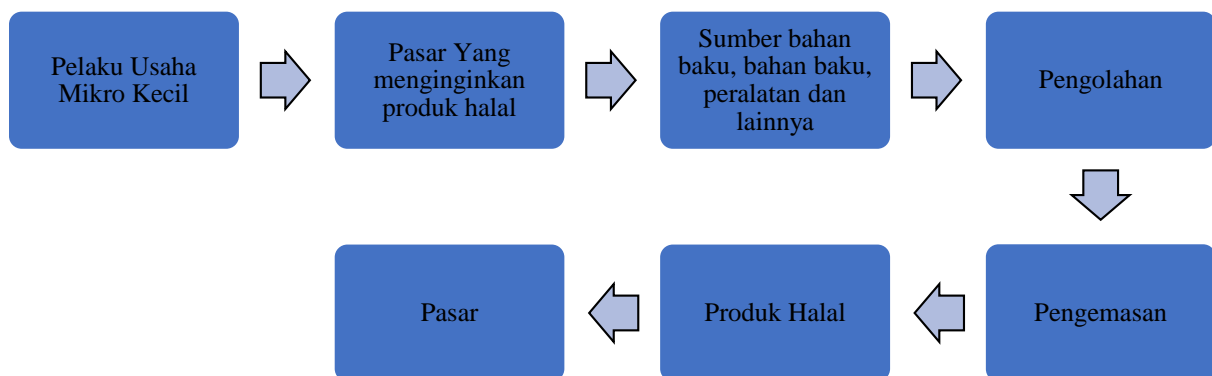 Pelaku Usaha
Mikro Kecil
Pasar Yang
menginginkan
produk halal
Sumber bahan
baku, bahan baku,
peralatan dan
lainnya
Pengolahan
Pengemasan
Produk Halal
Pasar